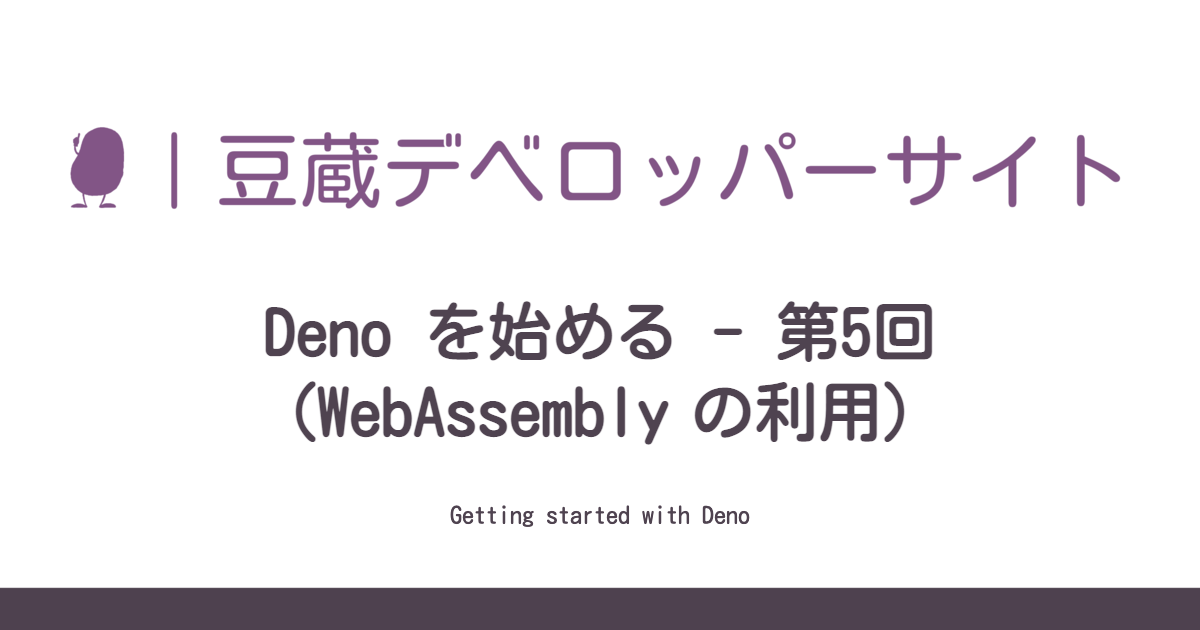 |豆蔵デベロッパーサイト
Deno を始める - 第5回
(WebAssembly の利用)
Getting started with Deno